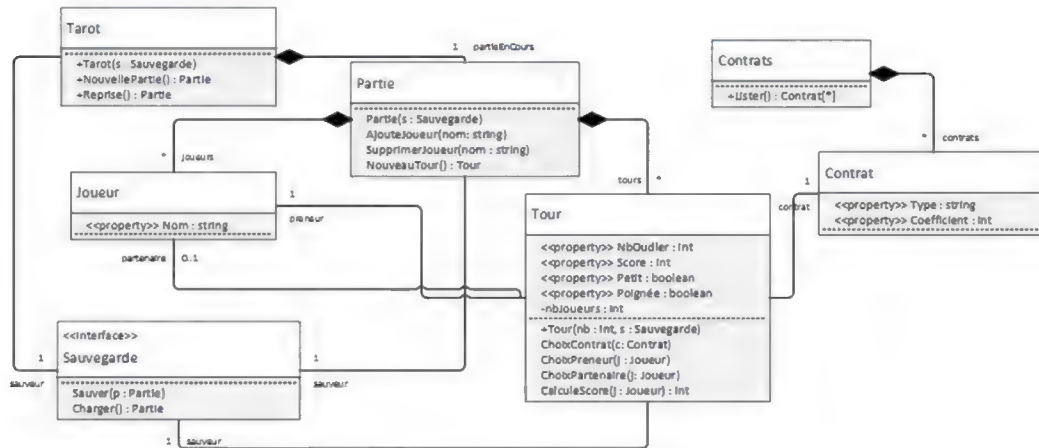 Tarot
+Tarot(s : Sauvegarde)
+NouvellePartie() : Partie
+Reprise() : Partie
1 partieEnCours
Partie
Partie(s : Sauvegarde)
AjouteJoueur(nom: string)
SupprimerJoueur(nom : string)
NouveauTour() : Tour
Contrats
+Lister() : Contrat[*]
* contrats
* joueurs
tours *
Joueur
<<property>> Nom : string
1
preneur
partenaire 0..1
Tour
<<property>> NbOudler : Int
<<property>> Score : Int
<<property>> Petit : boolean
<<property>> Poignée : boolean
-nbJoueurs : Int
+Tour(nb : Int, s : Sauvegarde)
ChoixContrat(c: Contrat)
ChoixPreneur(j : Joueur)
ChoixPartenaire(j: Joueur)
CalculeScore(j : Joueur) : Int
1
contrat
Contrat
<<property>> Type : string
<<property>> Coefficient : Int
<<Interface>>
Sauvegarde
Sauver(p : Partie)
Charger() : Partie
1
sauveur
1
sauveur
1 sauveur